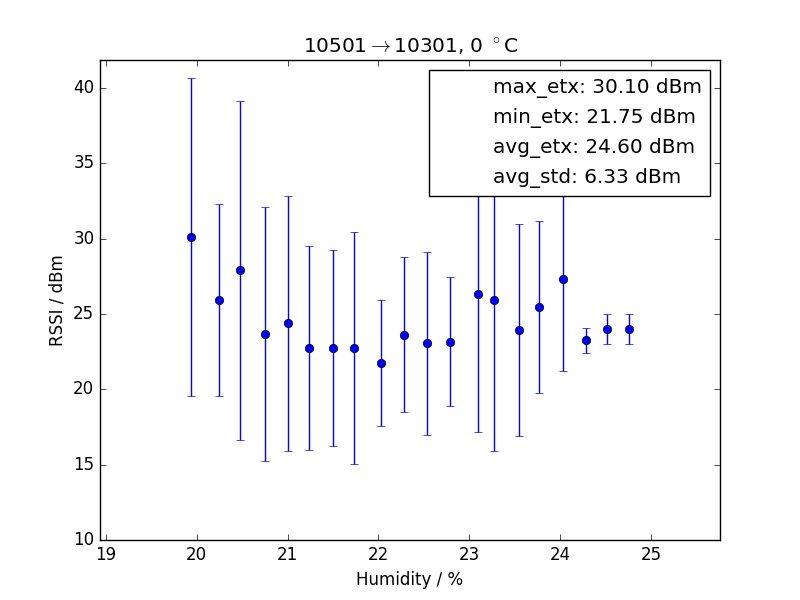 10501→10301, 0 °C
max_etx: 30.10 dBm
min_etx: 21.75 dBm
avg_etx: 24.60 dBm
avg_std: 6.33 dBm
40
35
30
25
20
15
10
RSSI / dBm
19 20 21 22 23 24 25
Humidity / %